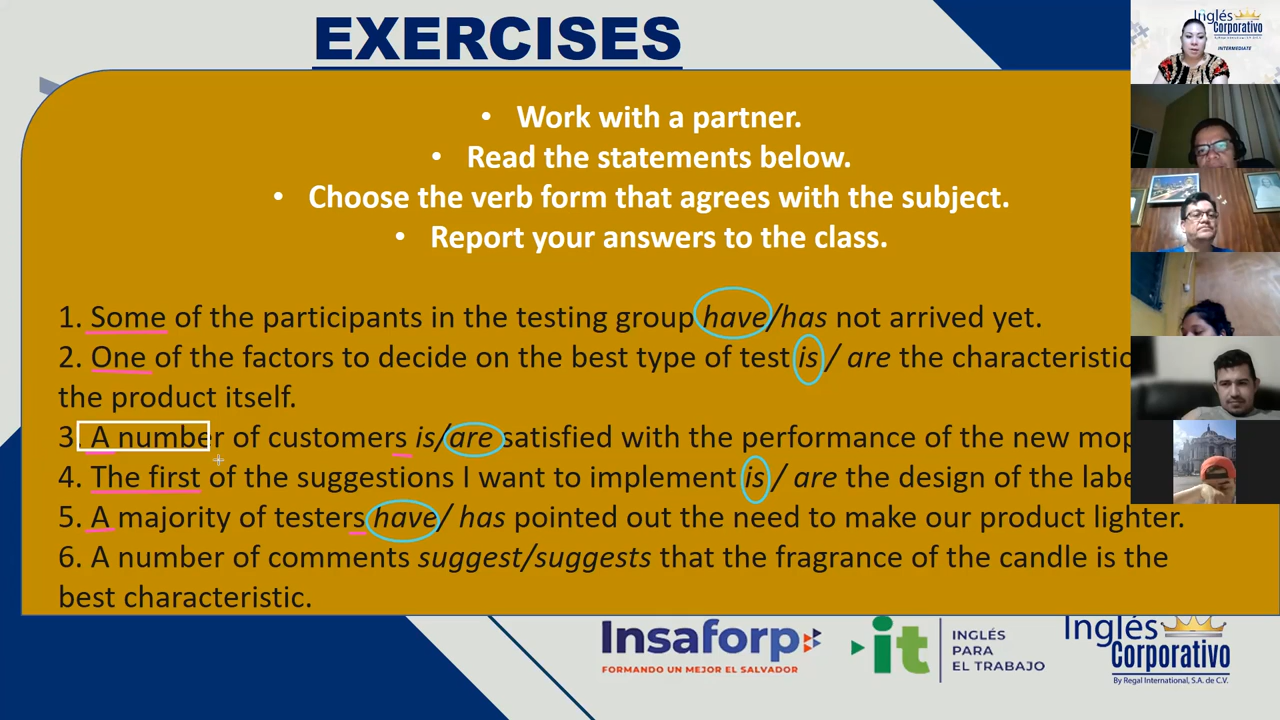 EXERCISES
Inglés
Corporativo
INTERMEDIATE
• Work with a partner.
• Read the statements below.
• Choose the verb form that agrees with the subject.
• Report your answers to the class.
1. Some of the participants in the testing group have/has not arrived yet.
2. One of the factors to decide on the best type of test is / are the characteristic
the product itself.
3. A number of customers is/are satisfied with the performance of the new mop
4. The first of the suggestions I want to implement is / are the design of the labe
5. A majority of testers have/ has pointed out the need to make our product lighter.
6. A number of comments suggest/suggests that the fragrance of the candle is the
best characteristic.
Insaforp
FORMANDO UN MEJOR EL SALVADOR
it
INGLÉS
PARA
EL TRABAJO
Inglés
Corporativo
By Regal International, S.A. de C.V.